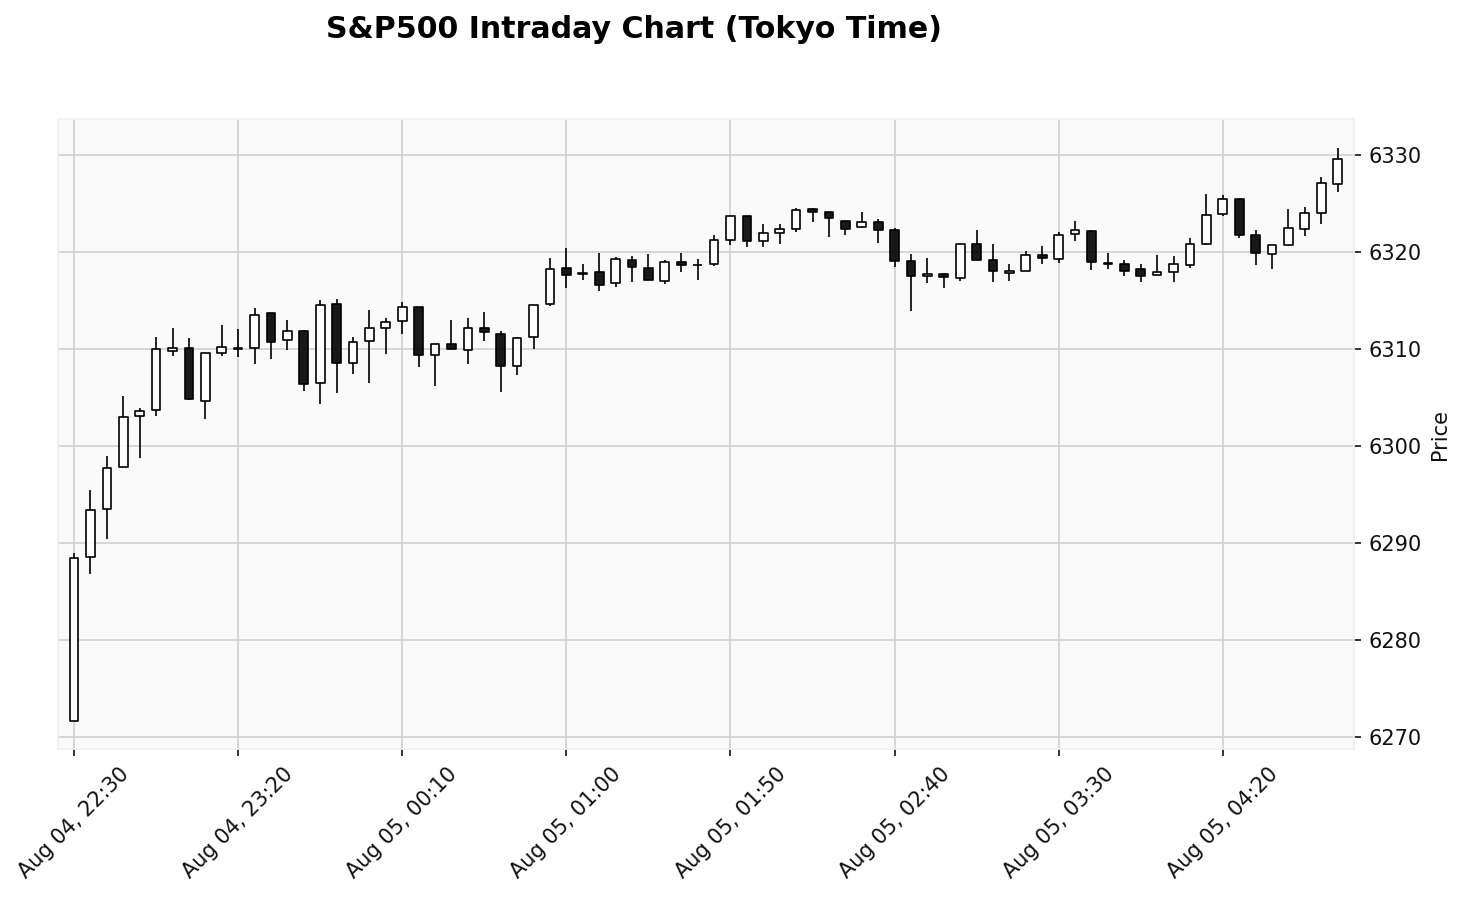 S&P500 Intraday Chart (Tokyo Time)
6330
6320
6310
6300
6290
6280
6270
Price
Aug 04, 22:30
Aug 04, 23:20
Aug 05, 00:10
Aug 05, 01:00
Aug 05, 01:50
Aug 05, 02:40
Aug 05, 03:30
Aug 05, 04:20